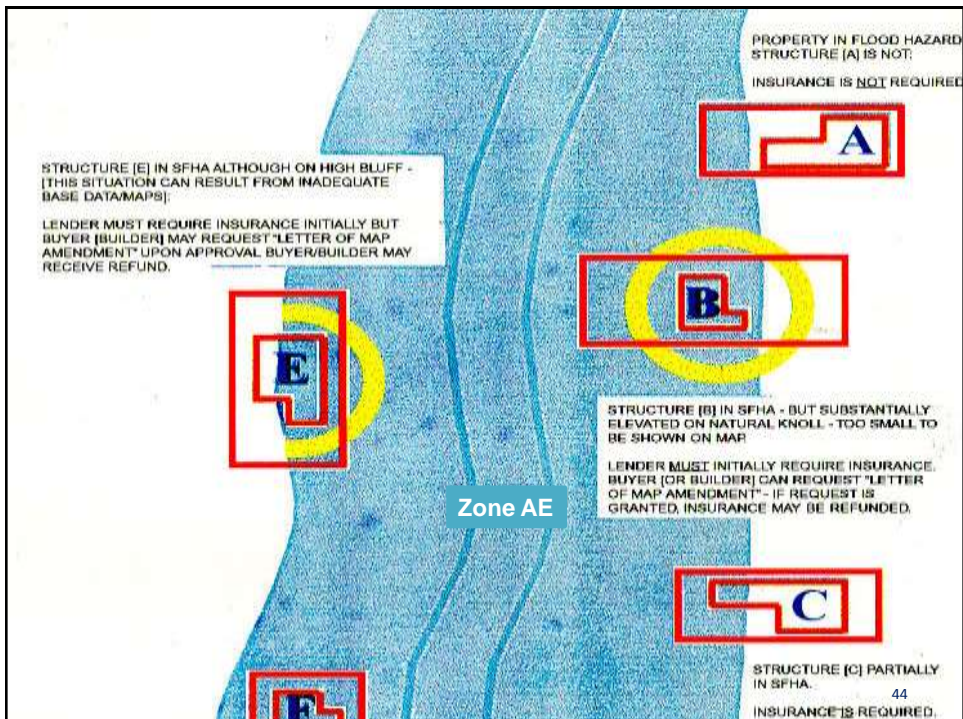 PROPERTY IN FLOOD HAZARD
STRUCTURE [A] IS NOT:
INSURANCE IS NOT REQUIRED
A
STRUCTURE [E] IN SFHA ALTHOUGH ON HIGH BLUFF -
[THIS SITUATION CAN RESULT FROM INADEQUATE
BASE DATA/MAPS]:
LENDER MUST REQUIRE INSURANCE INITIALLY BUT
BUYER [BUILDER] MAY REQUEST "LETTER OF MAP
AMENDMENT" UPON APPROVAL BUYER/BUILDER MAY
RECEIVE REFUND.
B
E
STRUCTURE [B] IN SFHA - BUT SUBSTANTIALLY
ELEVATED ON NATURAL KNOLL - TOO SMALL TO
BE SHOWN ON MAP.
LENDER MUST INITIALLY REQUIRE INSURANCE.
BUYER [OR BUILDER] CAN REQUEST "LETTER
OF MAP AMENDMENT" - IF REQUEST IS
GRANTED, INSURANCE MAY BE REFUNDED.
Zone AE
C
STRUCTURE [C] PARTIALLY
IN SFHA.
44
INSURANCE IS REQUIRED.